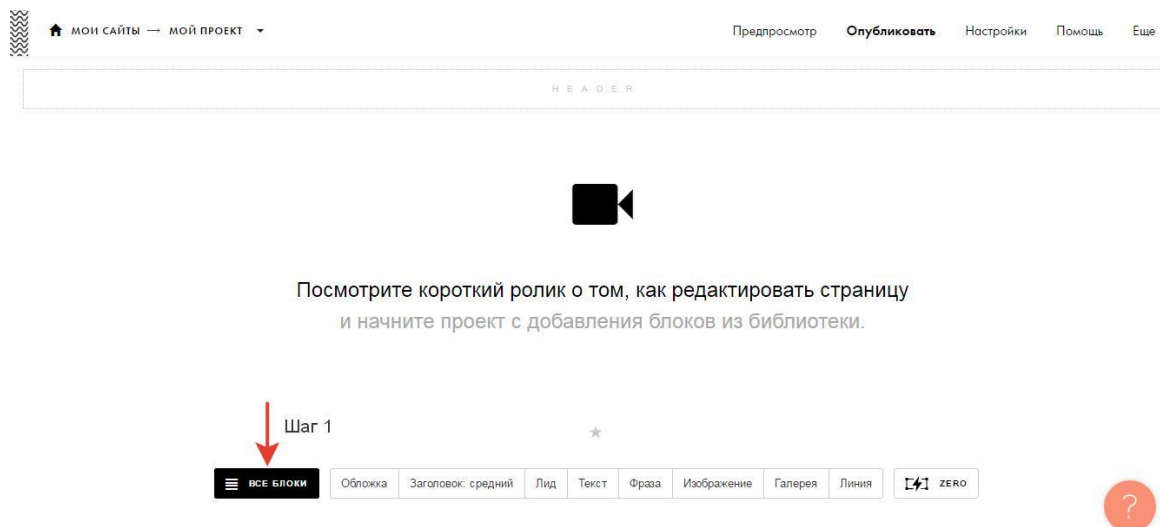 МОИ САЙТЫ → МОЙ ПРОЕКТ
Предпросмотр Опубликовать Настройки Помощь Еще
HEADER
Посмотрите короткий ролик о том, как редактировать страницу
и начните проект с добавления блоков из библиотеки.
Шаг 1
ВСЕ БЛОКИ Обложка Заголовок: средний Лид Текст Фраза Изображение Галерея Линия ZERO
?